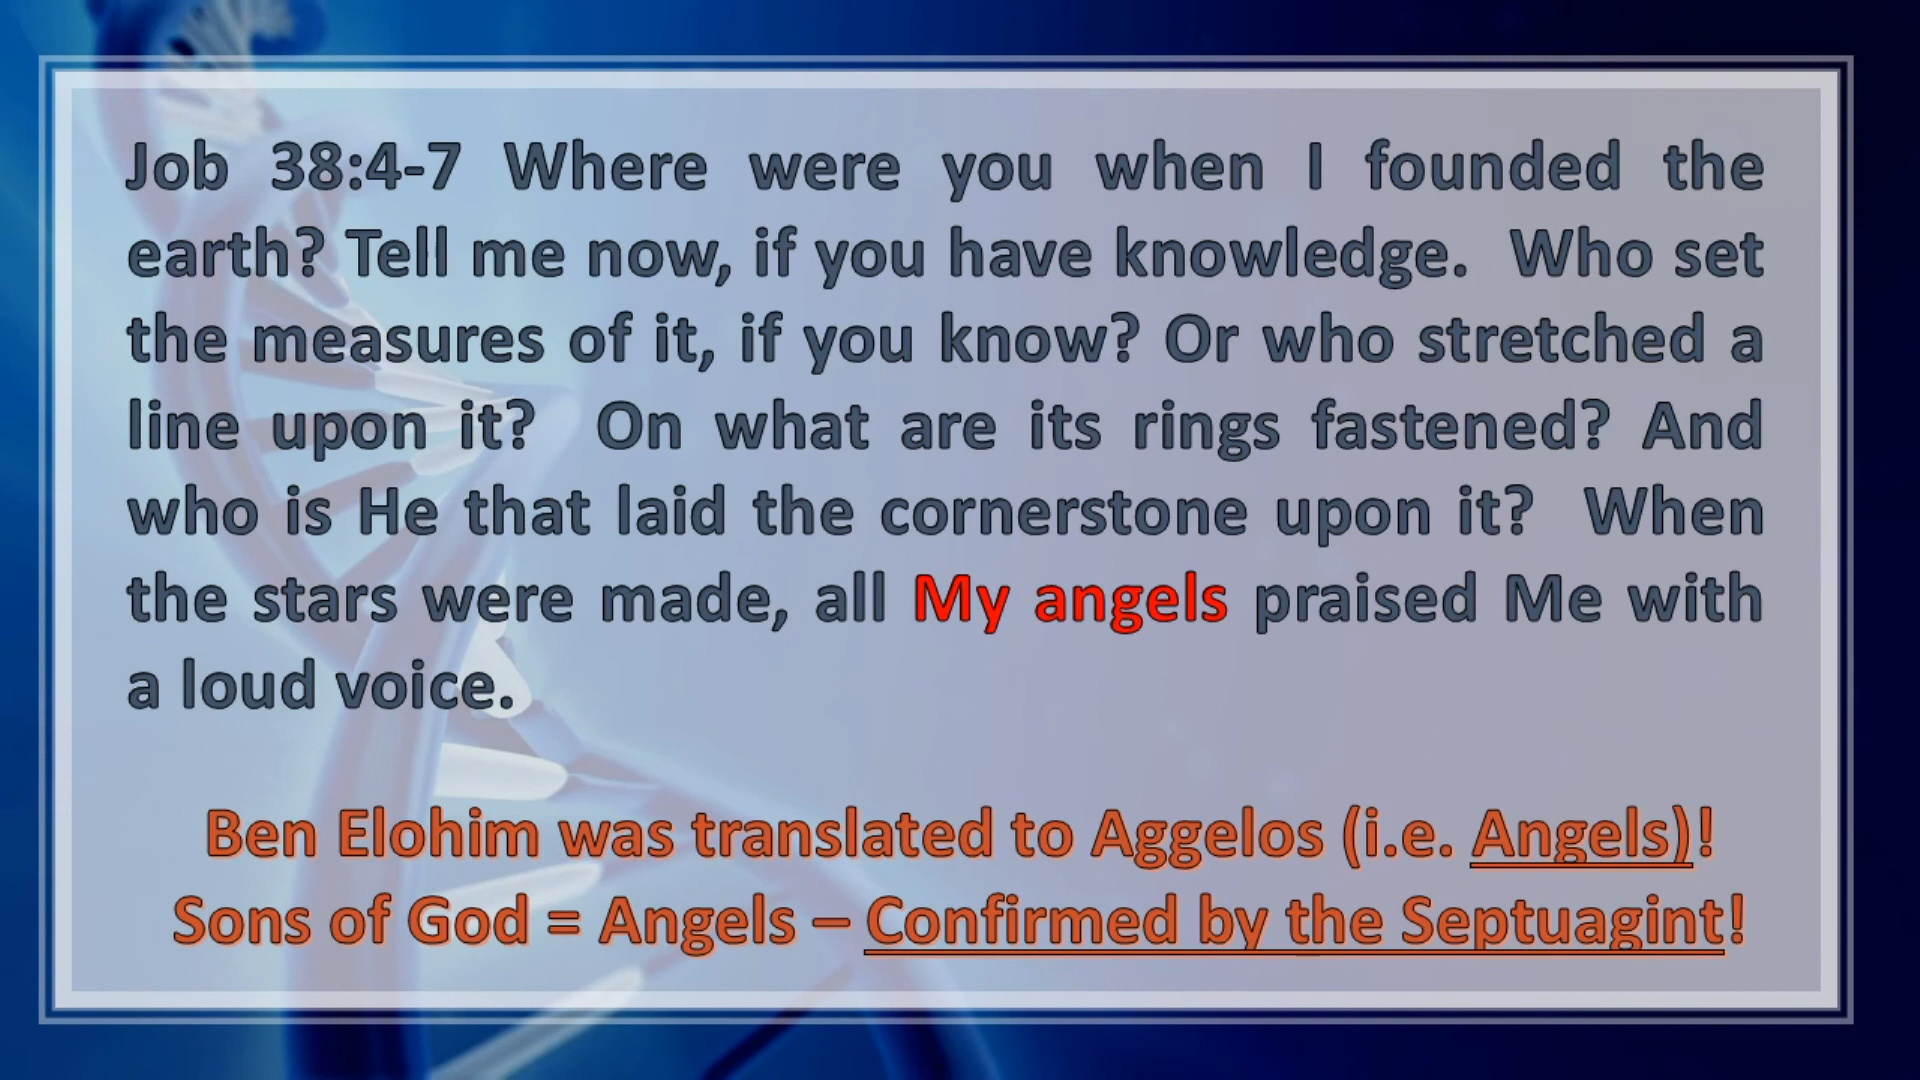 Job 38:4-7 Where were you when I founded the
earth? Tell me now, if you have knowledge. Who set
the measures of it, if you know? Or who stretched a
line upon it? On what are its rings fastened? And
who is He that laid the cornerstone upon it? When
the stars were made, all My angels praised Me with
a loud voice.
Ben Elohim was translated to Aggelos (i.e. Angels)!
Sons of God = Angels – Confirmed by the Septuagint!